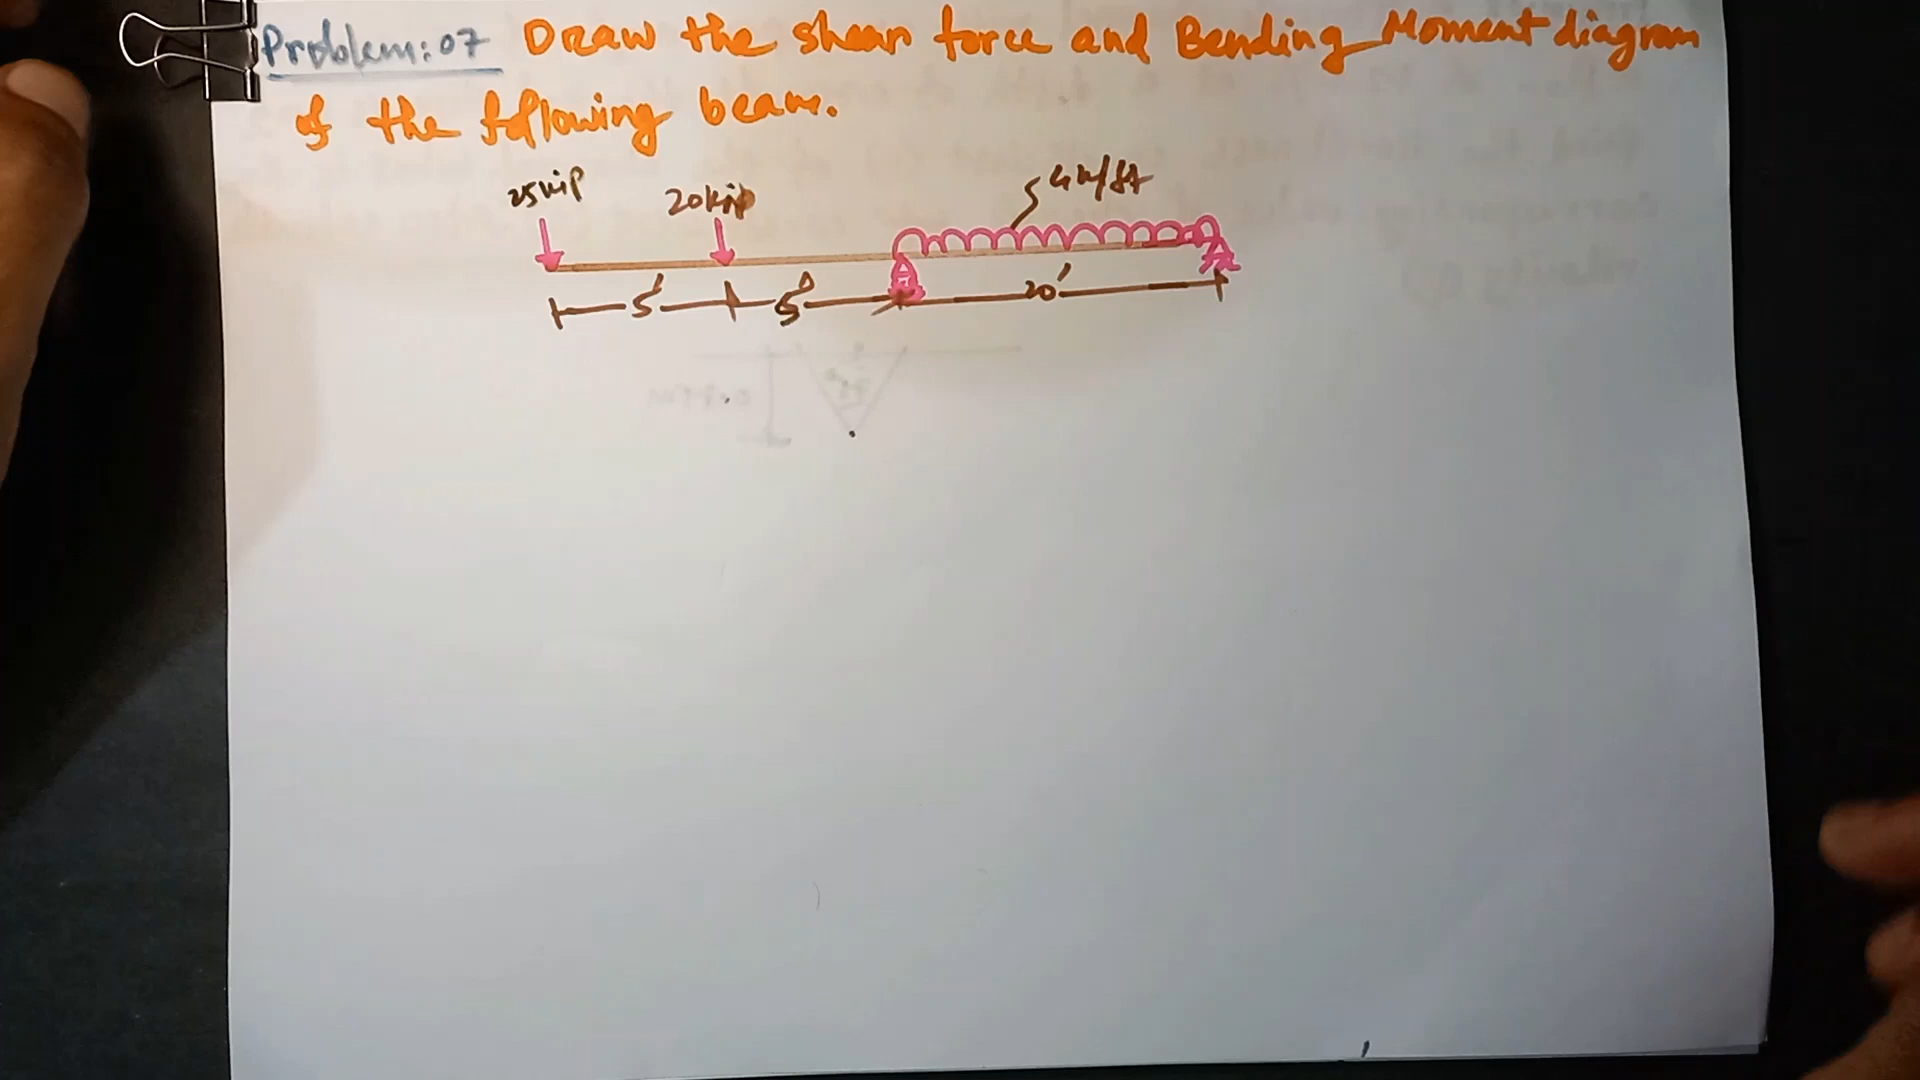 Problem: 07 Draw the shear force and Bending Moment diagram
of the following beam.
25kip 20kip 4k/ft
5' 5' 20'